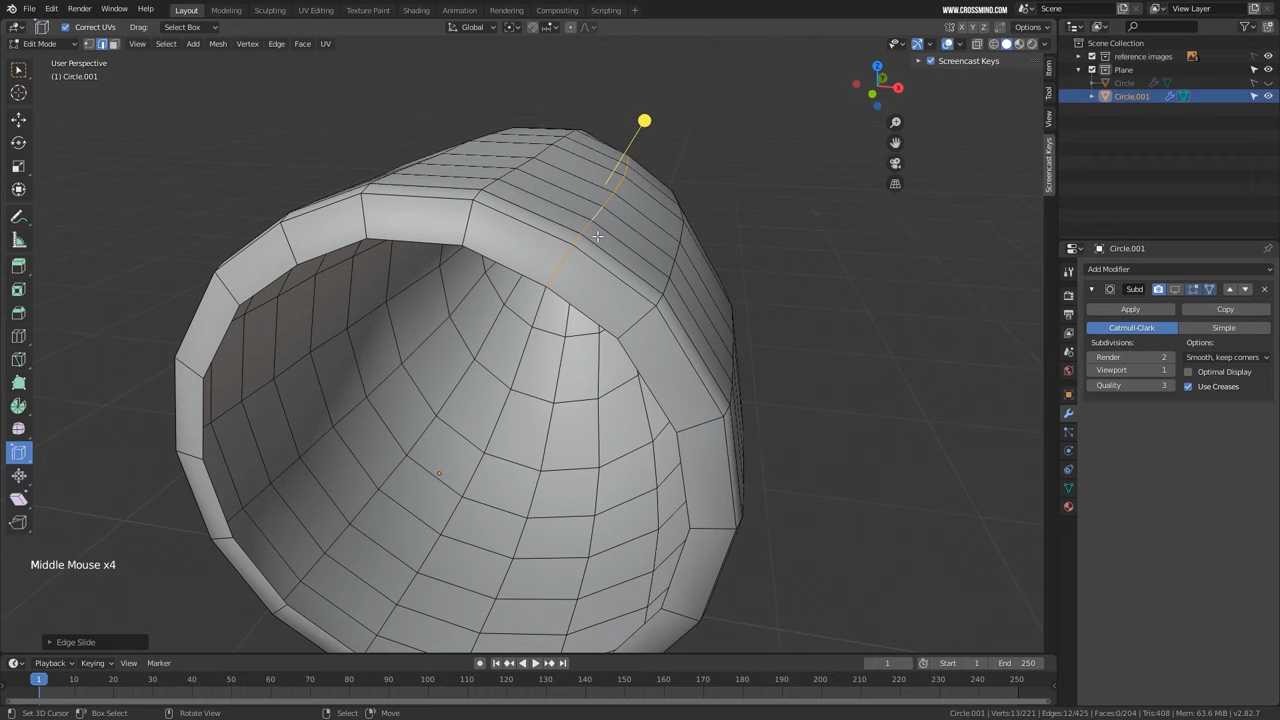 File Edit Render Window Help Layout Modeling Sculpting UV Editing Texture Paint Shading Animation Rendering Compositing Scripting + WWW.CROSSMIND.COM Scene View Layer
Correct UVs Drag: Select Box Global Options
Edit Mode View Select Add Mesh Vertex Edge Face UV
User Perspective
(1) Circle.001
Screencast Keys
Z
Y
X
Item
Tool
View
Screencast Keys
Scene Collection
reference images
Plane
Circle
Circle.001
Circle.001
Add Modifier
Subd
Apply Copy
Catmull-Clark Simple
Subdivisions: Options:
Render 2 Smooth, keep corners
Viewport 1 Optimal Display
Quality 3 Use Creases
Middle Mouse x4
Edge Slide
Playback Keying View Marker 1 Start 1 End 250
1 10 20 30 40 50 60 70 80 90 100 110 120 130 140 150 160 170 180 190 200 210 220 230 240 250
Set 3D Cursor Box Select Rotate View Select Move Circle.001 | Verts:13/221 | Edges:12/425 | Faces:0/204 | Tris:408 | Mem: 63.6 MiB | v2.82.7